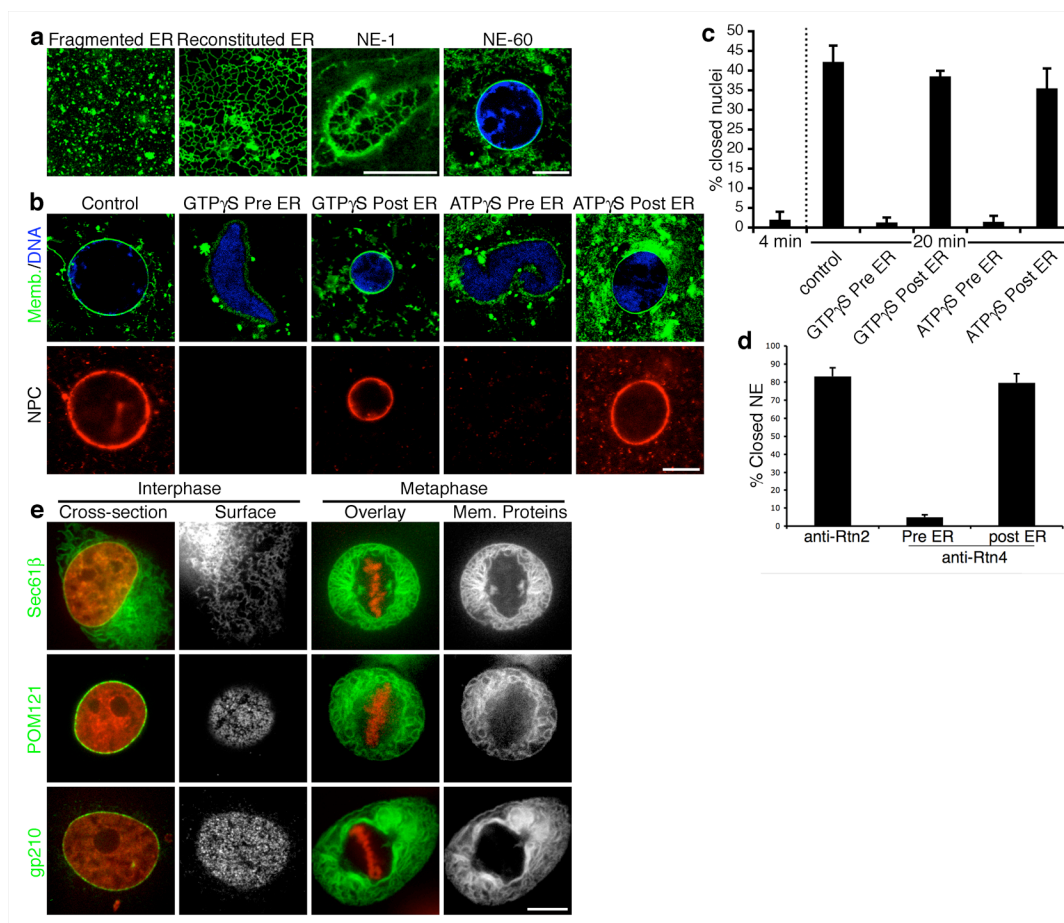 a
Fragmented ER Reconstituted ER NE-1 NE-60
b
Control GTPγS Pre ER GTPγS Post ER ATPγS Pre ER ATPγS Post ER
Memb./DNA
NPC
c
% closed nuclei
50
45
40
35
30
25
20
15
10
5
0
4 min 20 min
control
GTPγS Pre ER
GTPγS Post ER
ATPγS Pre ER
ATPγS Post ER
d
% Closed NE
100
90
80
70
60
50
40
30
20
10
0
anti-Rtn2 Pre ER post ER
anti-Rtn4
Interphase Metaphase
e
Cross-section Surface Overlay Mem. Proteins
Sec61β
POM121
gp210